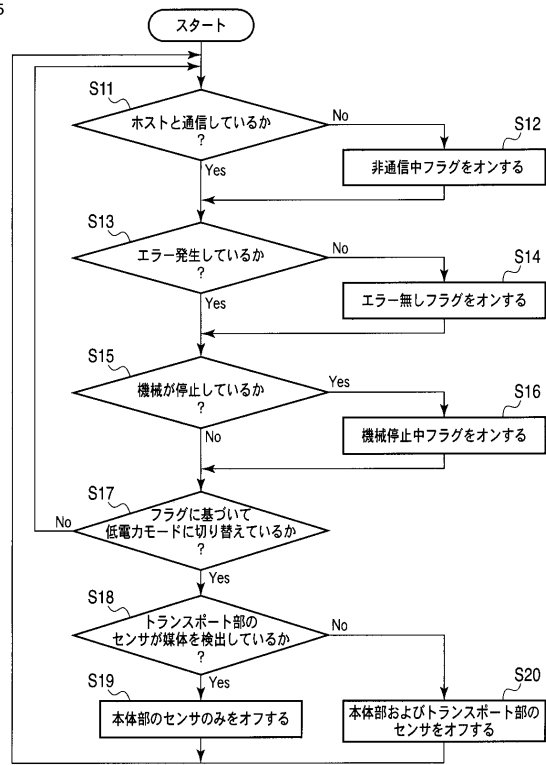 5
スタート
S11
ホストと通信しているか
?
No
Yes
S12
非通信中フラグをオンする
S13
エラー発生しているか
?
No
Yes
S14
エラー無しフラグをオンする
S15
機械が停止しているか
?
Yes
No
S16
機械停止中フラグをオンする
S17
フラグに基づいて
低電力モードに切り替えているか
?
No
Yes
S18
トランスポート部の
センサが媒体を検出しているか
?
No
Yes
S19
本体部のセンサのみをオフする
S20
本体部およびトランスポート部の
センサをオフする